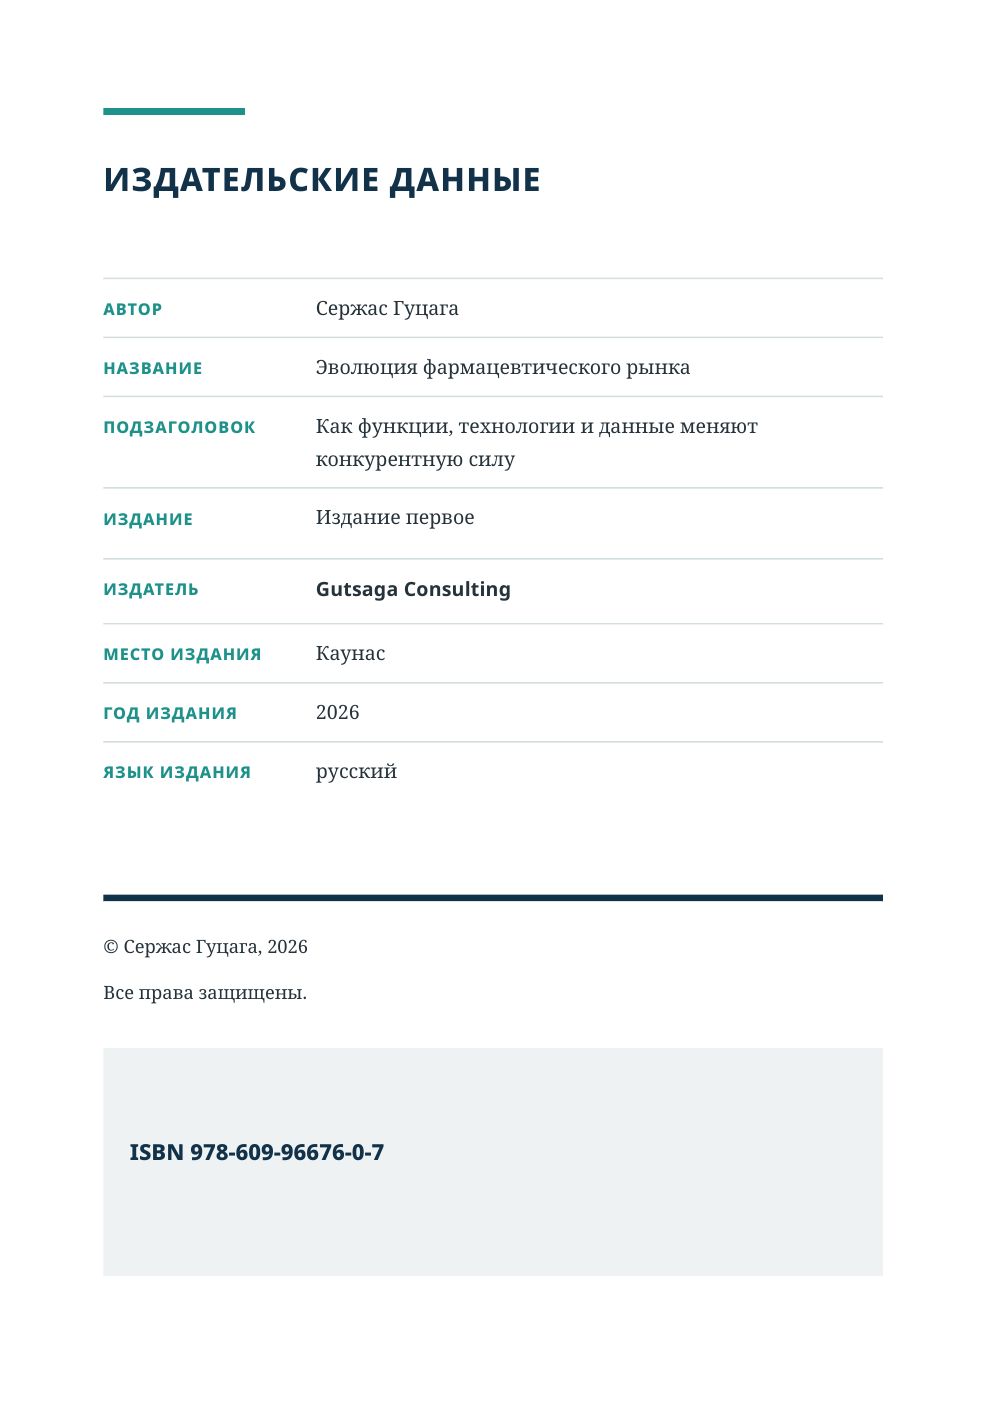 ИЗДАТЕЛЬСКИЕ ДАННЫЕ
АВТОР Сержас Гуцага
НАЗВАНИЕ Эволюция фармацевтического рынка
ПОДЗАГОЛОВОК Как функции, технологии и данные меняют
конкурентную силу
ИЗДАНИЕ Издание первое
ИЗДАТЕЛЬ Gutsaga Consulting
МЕСТО ИЗДАНИЯ Каунас
ГОД ИЗДАНИЯ 2026
ЯЗЫК ИЗДАНИЯ русский
© Сержас Гуцага, 2026
Все права защищены.
ISBN 978-609-96676-0-7